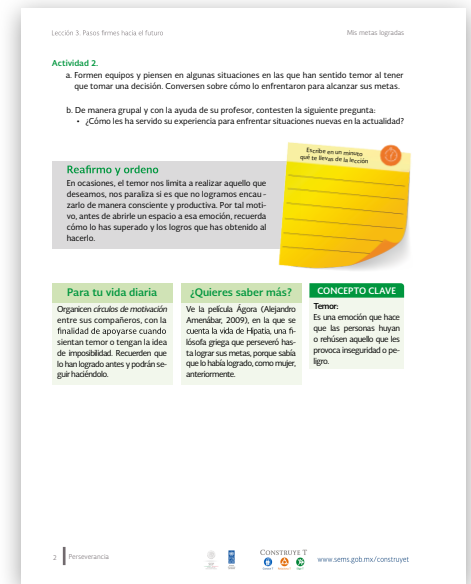 Lección 3. Pasos firmes hacia el futuro
Mis metas logradas
Actividad 2.
a. Formen equipos y piensen en algunas situaciones en las que han sentido temor al tener
que tomar una decisión. Conversen sobre cómo lo enfrentaron para alcanzar sus metas.
b. De manera grupal y con la ayuda de su profesor, contesten la siguiente pregunta:
• ¿Cómo les ha servido su experiencia para enfrentar situaciones nuevas en la actualidad?
Escribe en un minuto
qué te llevas de la lección
Reafirmo y ordeno
En ocasiones, el temor nos limita a realizar aquello que
deseamos, nos paraliza si es que no logramos encau-
zarlo de manera consciente y productiva. Por tal moti-
vo, antes de abrirle un espacio a esa emoción, recuerda
cómo lo has superado y los logros que has obtenido al
hacerlo.
Para tu vida diaria
Organicen círculos de motivación
entre sus compañeros, con la
finalidad de apoyarse cuando
sientan temor o tengan la idea
de imposibilidad. Recuerden que
lo han logrado antes y podrán se-
guir haciéndolo.
¿Quieres saber más?
Ve la película Ágora (Alejandro
Amenábar, 2009), en la que se
cuenta la vida de Hipatia, una fi-
lósofa griega que perseveró has-
ta lograr sus metas, porque sabía
que lo había logrado, como mujer,
anteriormente.
CONCEPTO CLAVE
Temor:
Es una emoción que hace
que las personas huyan
o rehúsen aquello que les
provoca inseguridad o pe-
ligro.
2
Perseverancia
CONSTRUYE T
www.sems.gob.mx/construyet